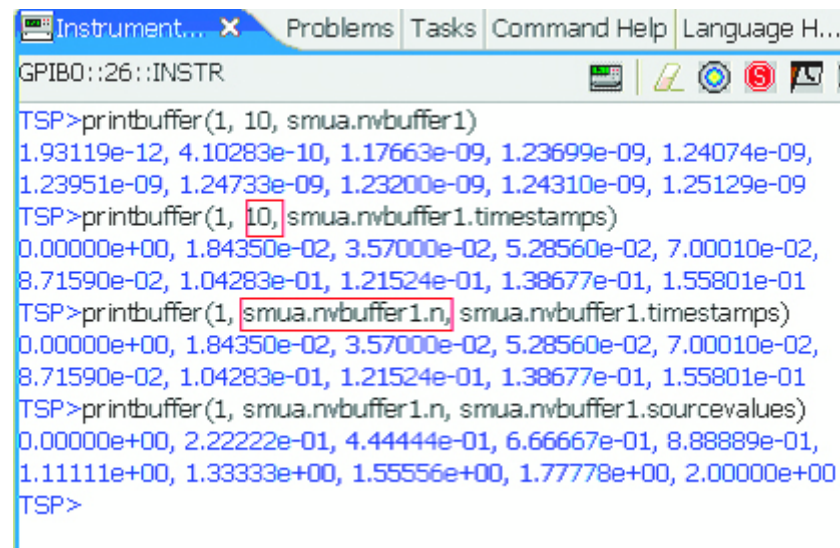 Instrument... Problems Tasks Command Help Language H...
GPIB0::26::INSTR
TSP>printbuffer(1, 10, smua.nvbuffer1)
1.93119e-12, 4.10283e-10, 1.17663e-09, 1.23699e-09, 1.24074e-09,
1.23951e-09, 1.24733e-09, 1.23200e-09, 1.24310e-09, 1.25129e-09
TSP>printbuffer(1, 10, smua.nvbuffer1.timestamps)
0.00000e+00, 1.84350e-02, 3.57000e-02, 5.28560e-02, 7.00010e-02,
8.71590e-02, 1.04283e-01, 1.21524e-01, 1.38677e-01, 1.55801e-01
TSP>printbuffer(1, smua.nvbuffer1.n, smua.nvbuffer1.timestamps)
0.00000e+00, 1.84350e-02, 3.57000e-02, 5.28560e-02, 7.00010e-02,
8.71590e-02, 1.04283e-01, 1.21524e-01, 1.38677e-01, 1.55801e-01
TSP>printbuffer(1, smua.nvbuffer1.n, smua.nvbuffer1.sourcevalues)
0.00000e+00, 2.22222e-01, 4.44444e-01, 6.66667e-01, 8.88889e-01,
1.11111e+00, 1.33333e+00, 1.55556e+00, 1.77778e+00, 2.00000e+00
TSP>